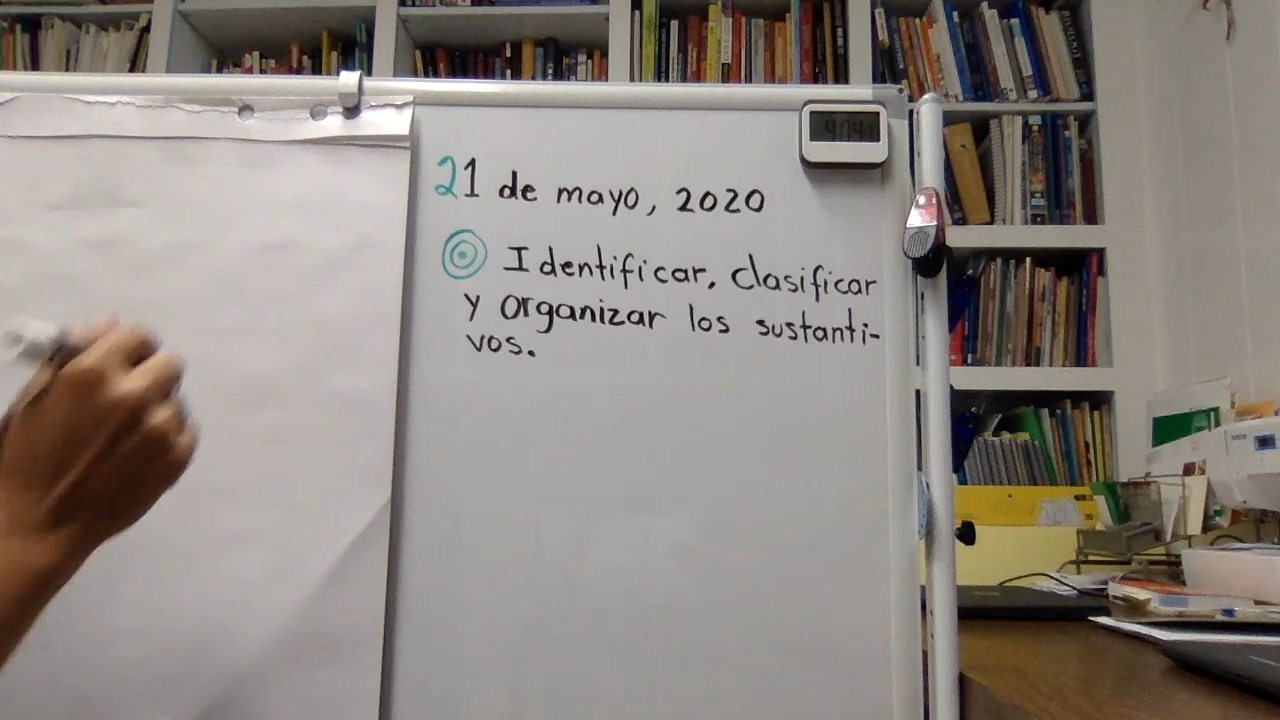 21 de mayo, 2020
Identificar, clasificar
y organizar los sustanti-
vos.